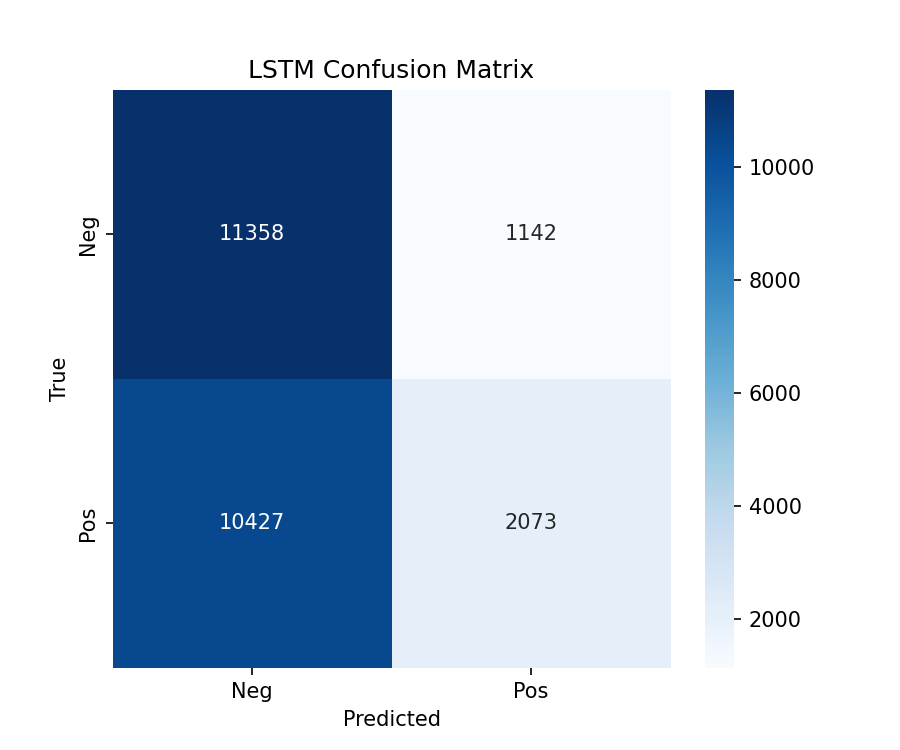 LSTM Confusion Matrix
Neg
11358
1142
10000
8000
True
6000
4000
Pos
10427
2073
2000
Neg
Pos
Predicted